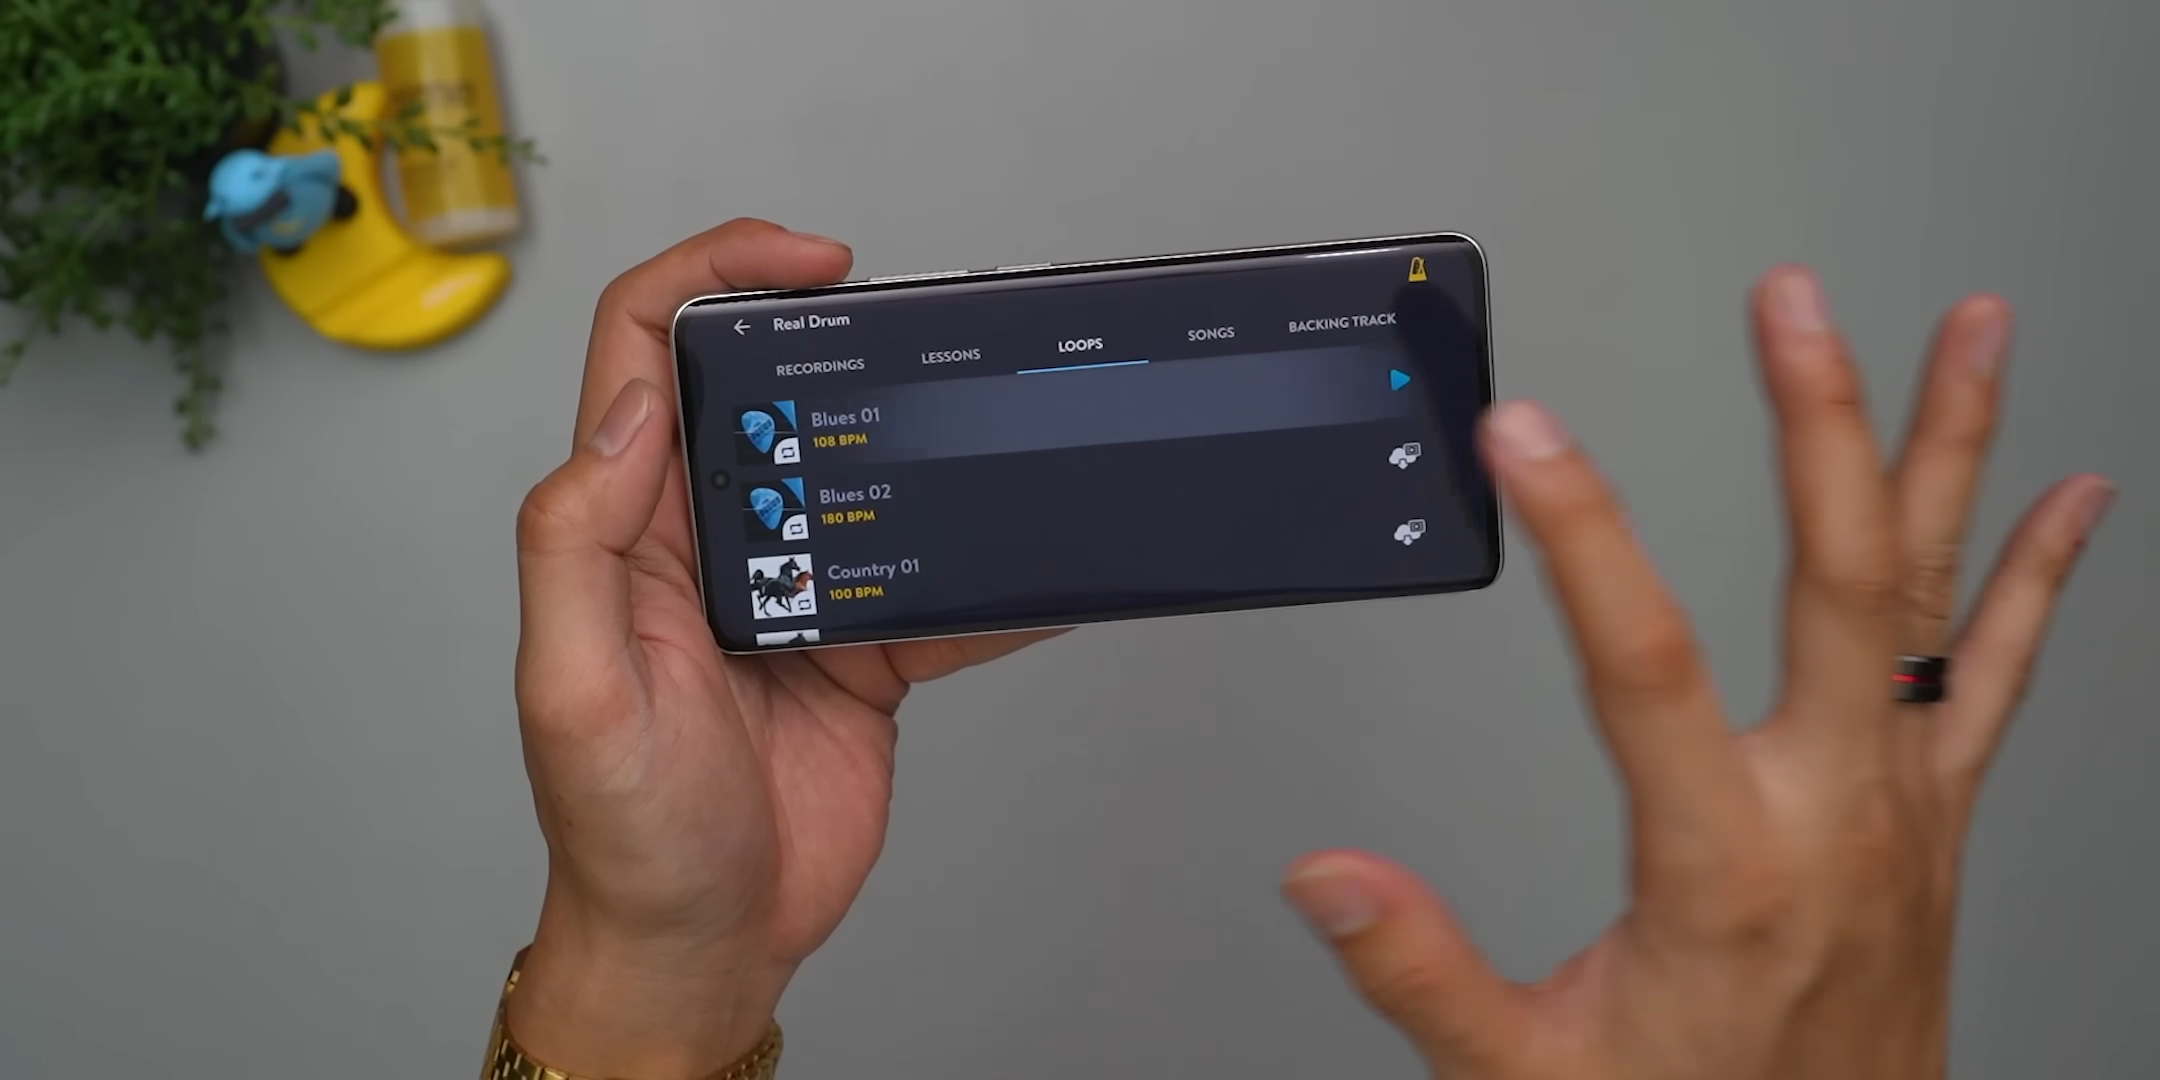 Real Drum
RECORDINGS
LESSONS
LOOPS
SONGS
BACKING TRACK
Blues 01
108 BPM
Blues 02
180 BPM
Country 01
100 BPM